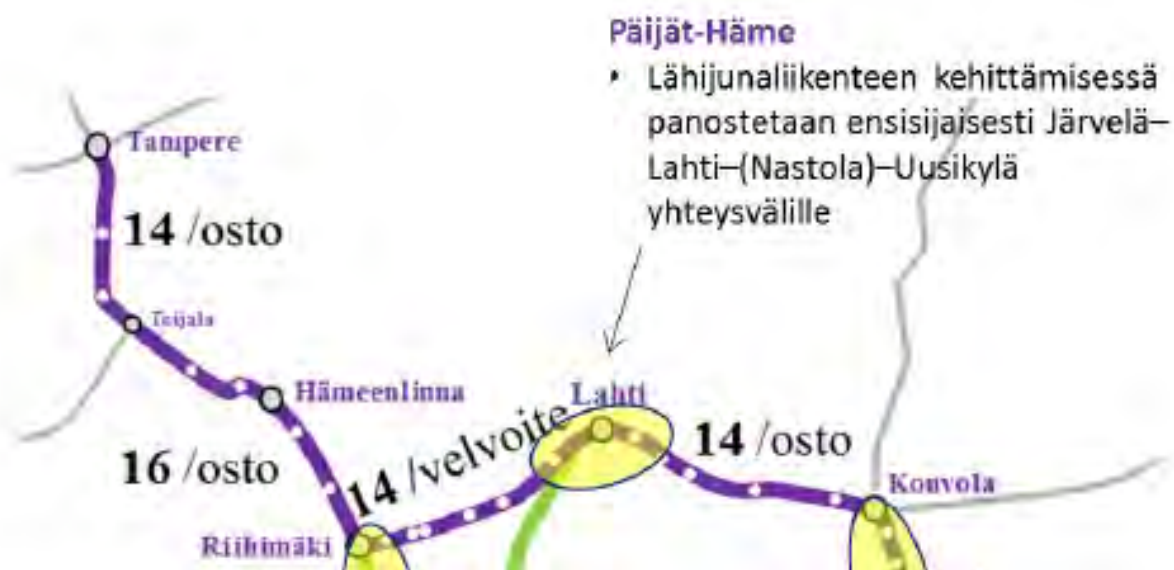 Päijät-Häme
• Lähijunaliikenteen kehittämisessä
panostetaan ensisijaisesti Järvelä–
Lahti–(Nastola)–Uusikylä
yhteysvälille
Tampere
14 /osto
Toijala
Hämeenlinna
Lahti
16 /osto
14 /velvoite
14 /osto
Kouvola
Riihimäki